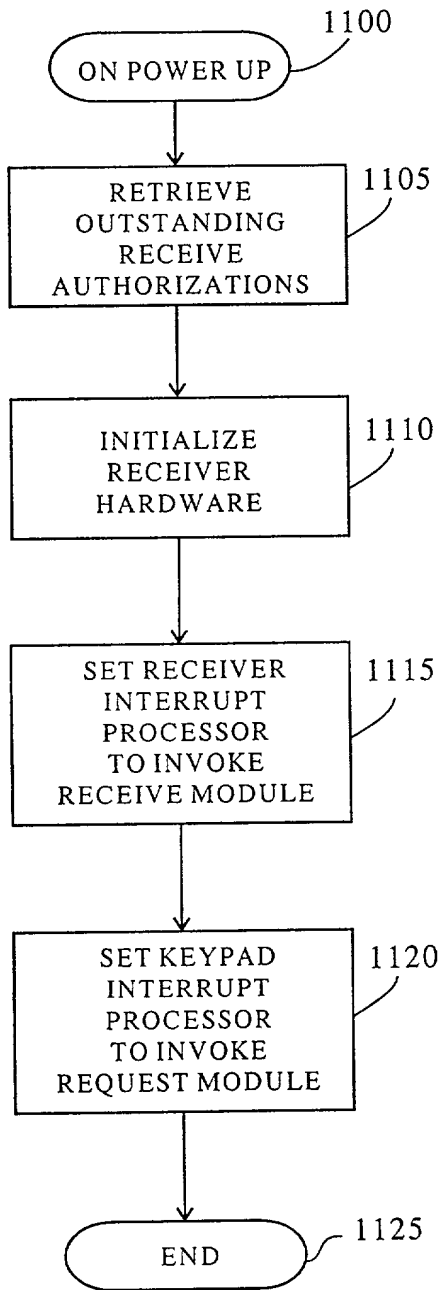 1100
ON POWER UP
1105
RETRIEVE
OUTSTANDING
RECEIVE
AUTHORIZATIONS
1110
INITIALIZE
RECEIVER
HARDWARE
1115
SET RECEIVER
INTERRUPT
PROCESSOR
TO INVOKE
RECEIVE MODULE
1120
SET KEYPAD
INTERRUPT
PROCESSOR
TO INVOKE
REQUEST MODULE
1125
END